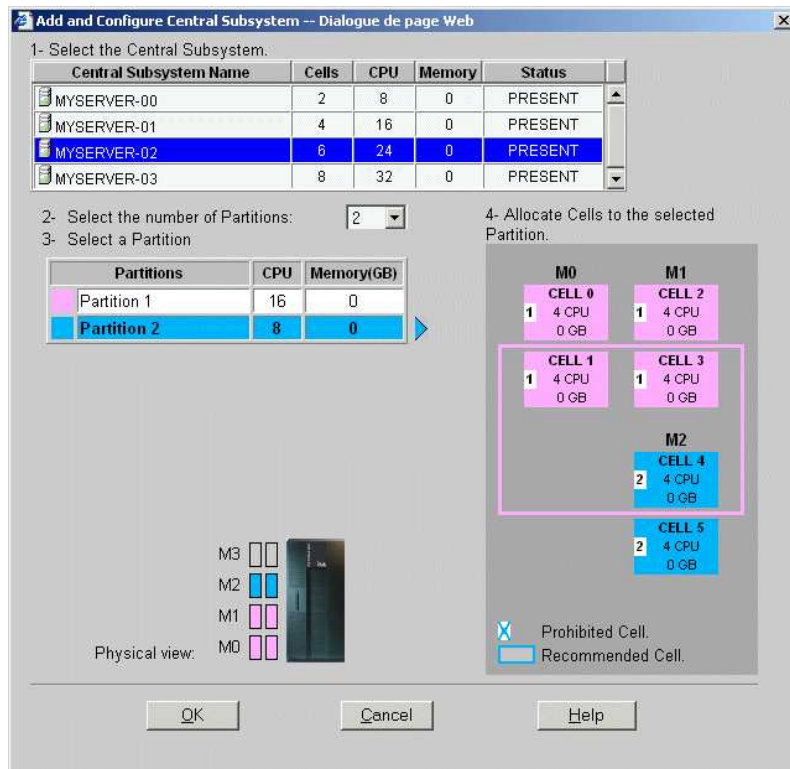 Add and Configure Central Subsystem -- Dialogue de page Web
1- Select the Central Subsystem.
Central Subsystem Name Cells CPU Memory Status
MYSERVER-00 2 8 0 PRESENT
MYSERVER-01 4 16 0 PRESENT
MYSERVER-02 6 24 0 PRESENT
MYSERVER-03 8 32 0 PRESENT
2- Select the number of Partitions: 2
3- Select a Partition
Partitions CPU Memory(GB)
Partition 1 16 0
Partition 2 8 0
4- Allocate Cells to the selected
Partition.
M0 M1
CELL 0 CELL 2
1 4 CPU 1 4 CPU
0 GB 0 GB
CELL 1 CELL 3
1 4 CPU 1 4 CPU
0 GB 0 GB
M2
CELL 4
2 4 CPU
0 GB
CELL 5
2 4 CPU
0 GB
Prohibited Cell.
Recommended Cell.
M3
M2
M1
Physical view: M0
OK Cancel Help